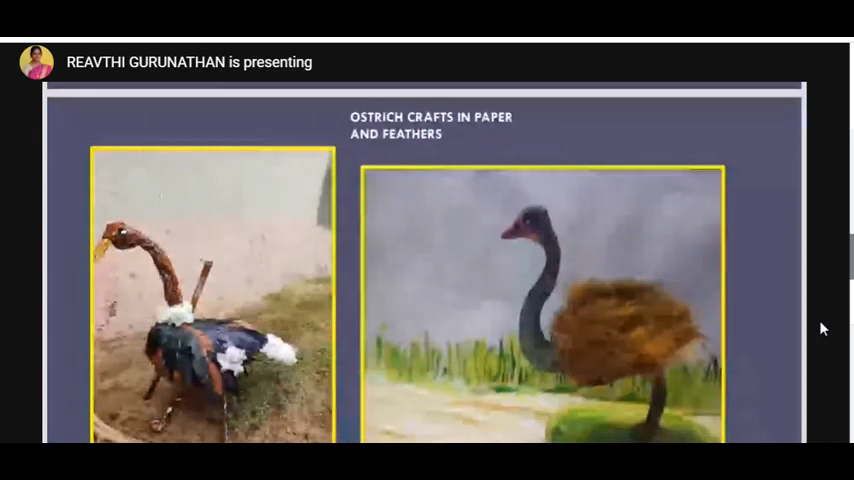 REAVTHI GURUNATHAN is presenting
OSTRICH CRAFTS IN PAPER
AND FEATHERS